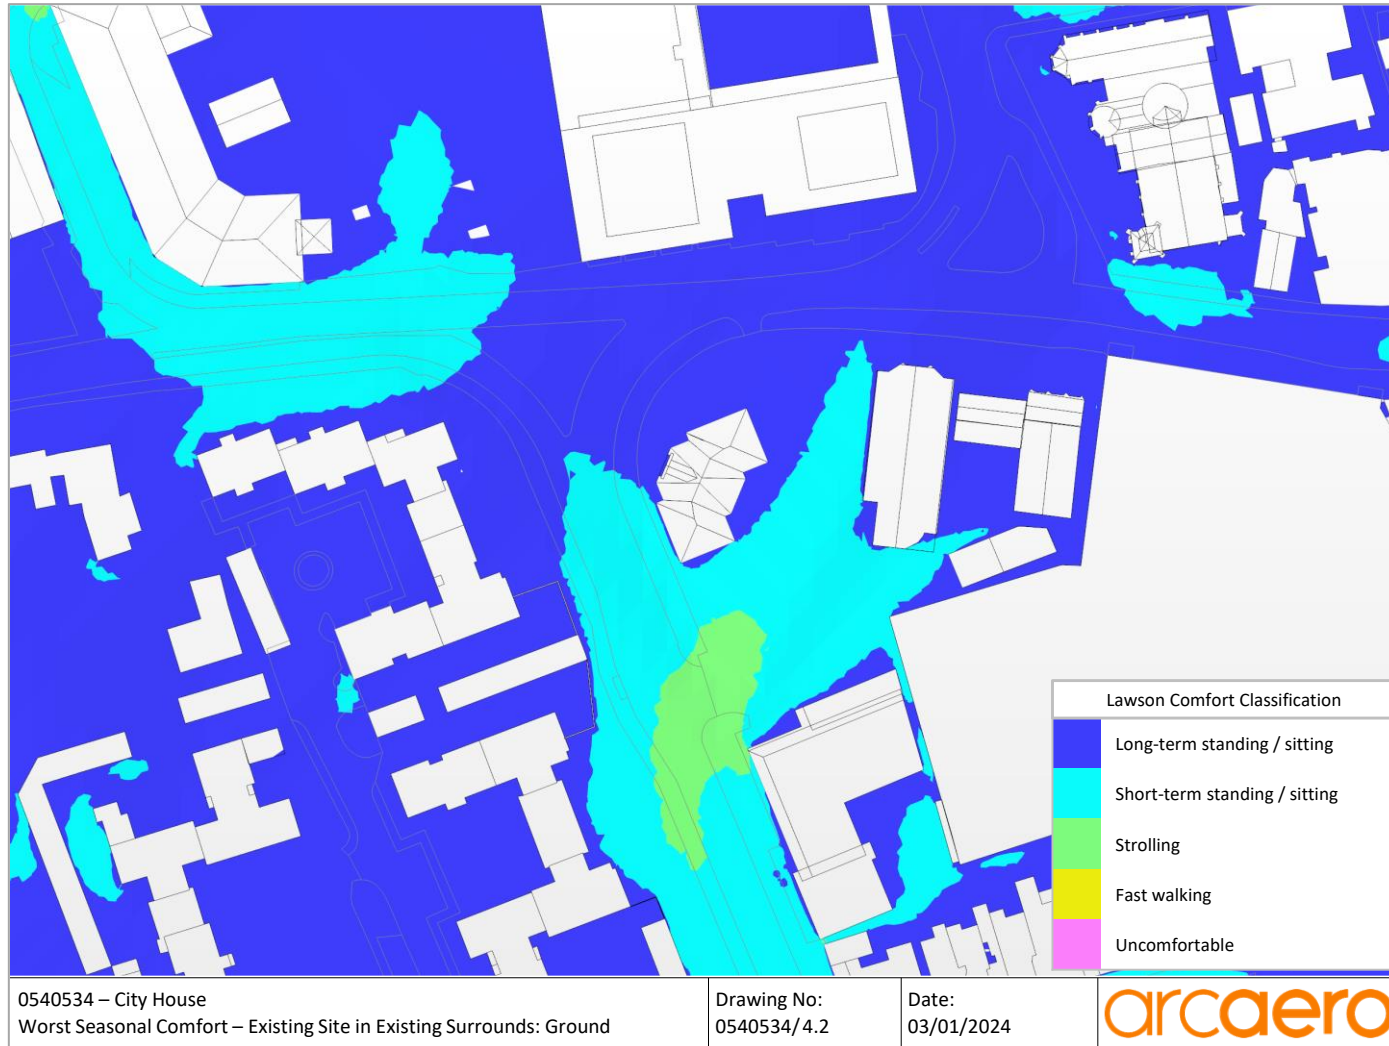 Lawson Comfort Classification
Long-term standing / sitting
Short-term standing / sitting
Strolling
Fast walking
Uncomfortable
0540534 – City House
Worst Seasonal Comfort – Existing Site in Existing Surrounds: Ground
Drawing No:
0540534/4.2
Date:
03/01/2024
arcaero